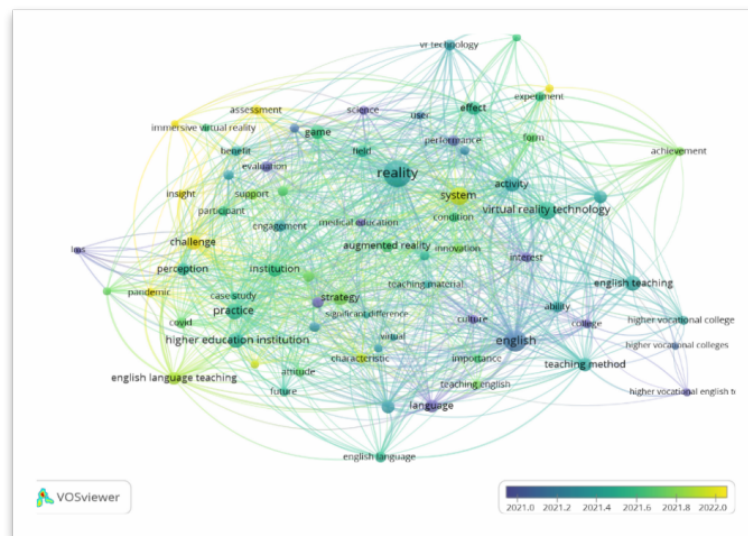 vr technology
experiment
assessment
science
user
effect
immersive virtual reality
game
performance
form
benefit
field
achievement
evaluation
reality
activity
insight
support
system
virtual reality technology
participant
medical education
condition
challenge
engagement
augmented reality
innovation
lms
perception
institution
interest
teaching material
english teaching
pandemic
case study
strategy
practice
significant difference
ability
covid
culture
college
higher vocational college
higher education institution
virtual
english
higher vocational colleges
characteristic
importance
teaching method
english language teaching
attitude
teaching english
future
language
higher vocational english t
english language
VOSviewer
2021.0 2021.2 2021.4 2021.6 2021.8 2022.0